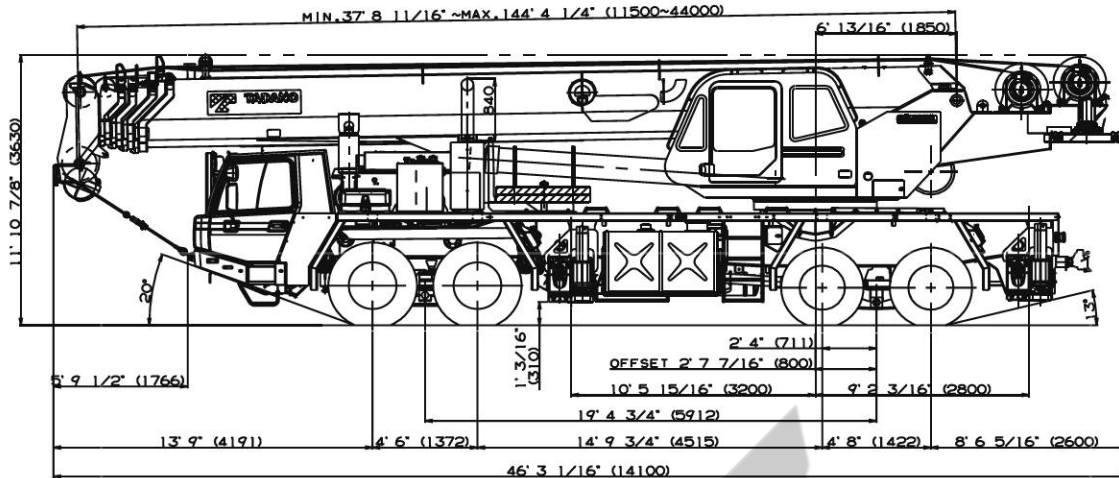 MIN.37' 8 11/16" ~MAX.144' 4 1/4" (11500~44000)
6' 13/16" (1850)
TADANO
840
11' 10 7/8" (3630)
20°
13°
1' 3/16"
(310)
2' 4" (711)
OFFSET 2' 7 7/16" (800)
5' 9 1/2" (1766)
10' 5 15/16" (3200)
9' 2 3/16" (2800)
19' 4 3/4" (5912)
13' 9" (4191)
4' 6" (1372)
14' 9 3/4" (4515)
4' 8" (1422)
8' 6 5/16" (2600)
46' 3 1/16" (14100)